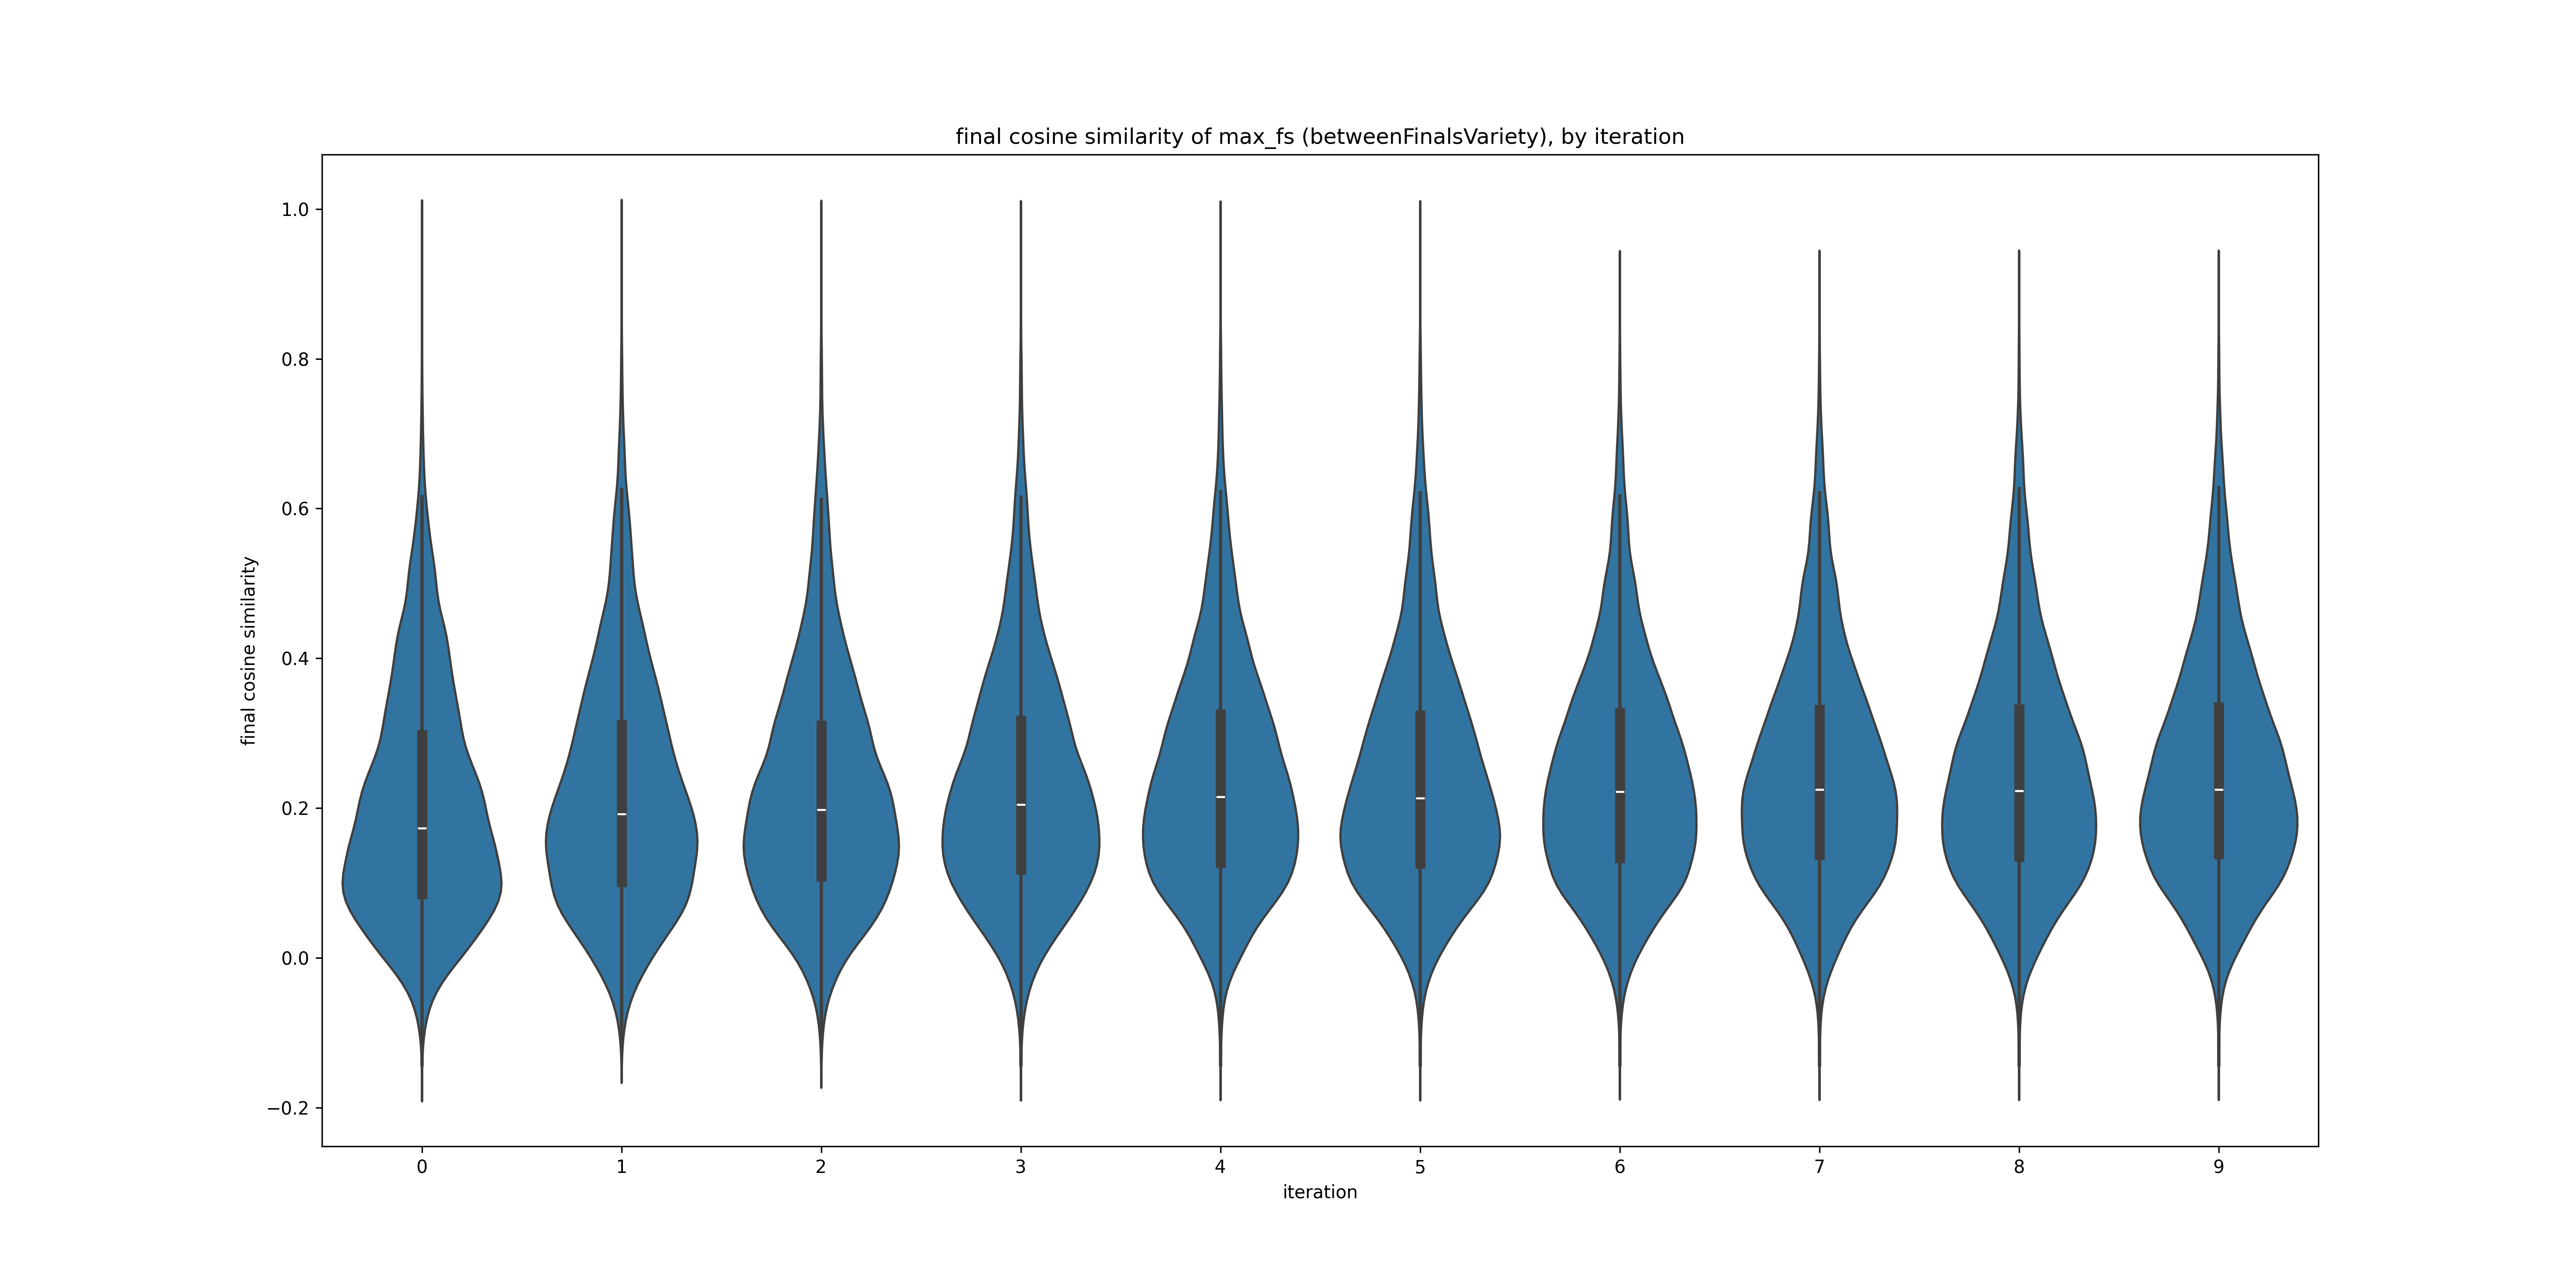 final cosine similarity of max_fs (betweenFinalsVariety), by iteration
1.0
0.8
0.6
0.4
0.2
0.0
−0.2
final cosine similarity
0 1 2 3 4 5 6 7 8 9
iteration